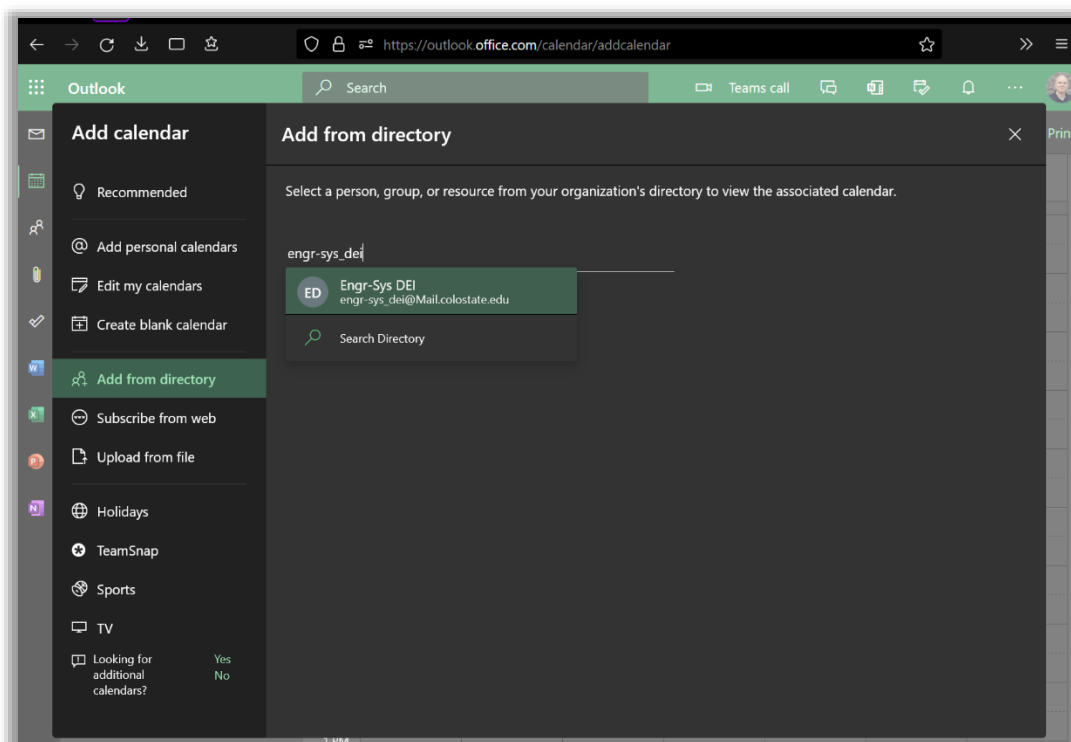 https://outlook.office.com/calendar/addcalendar
Outlook
Search
Teams call
Add calendar
Recommended
Add personal calendars
Edit my calendars
Create blank calendar
Add from directory
Subscribe from web
Upload from file
Holidays
TeamSnap
Sports
TV
Looking for
additional
calendars?
Yes
No
Add from directory
Prin
Select a person, group, or resource from your organization's directory to view the associated calendar.
engr-sys_dei
ED
Engr-Sys DEI
engr-sys_dei@Mail.colostate.edu
Search Directory
1 PM